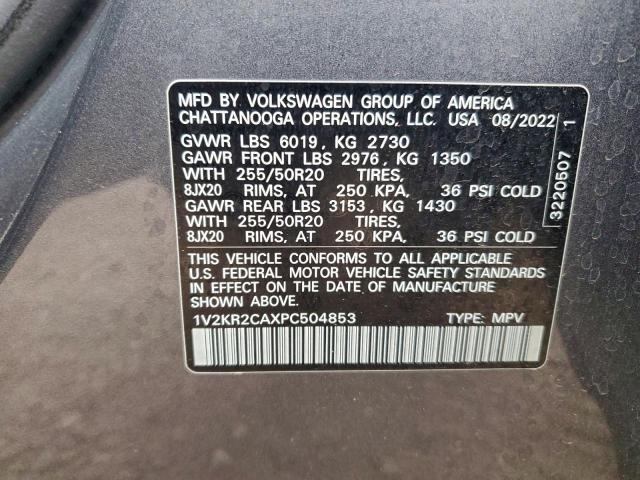 MFD BY VOLKSWAGEN GROUP OF AMERICA
CHATTANOOGA OPERATIONS, LLC. USA 08/2022
GVWR LBS 6019, KG 2730
GAWR FRONT LBS 2976, KG 1350
WITH 255/50R20 TIRES,
8JX20 RIMS, AT 250 KPA, 36 PSI COLD
GAWR REAR LBS 3153, KG 1430
WITH 255/50R20 TIRES,
8JX20 RIMS, AT 250 KPA, 36 PSI COLD
THIS VEHICLE CONFORMS TO ALL APPLICABLE
U.S. FEDERAL MOTOR VEHICLE SAFETY STANDARDS
IN EFFECT ON THE DATE OF MANUFACTURE
SHOWN ABOVE.
1V2KR2CAXPC504853 TYPE: MPV
3220507 1